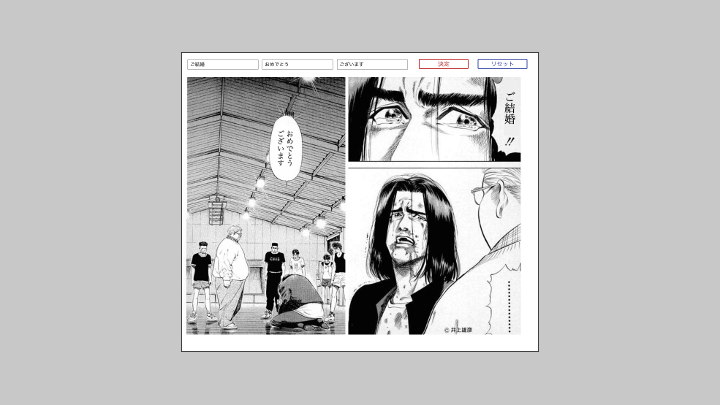 ご結婚
おめでとう
ございます
決定
リセット
ご結婚
!!
おめでとう
ございます
…………
© 井上雄彦